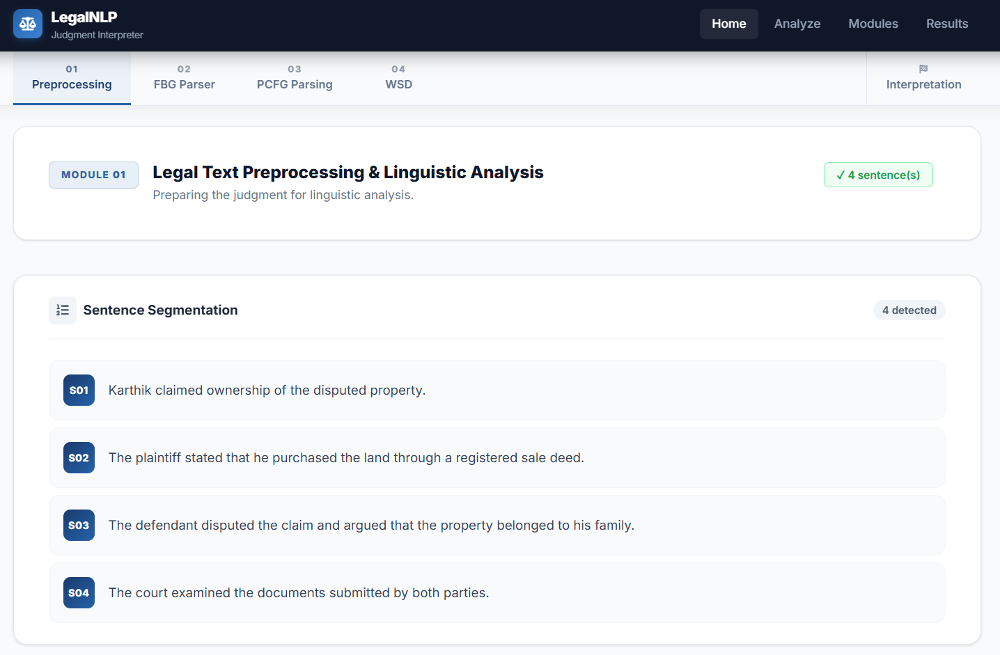 LegalNLP
Judgment Interpreter
Home
Analyze
Modules
Results
01
Preprocessing
02
FBG Parser
03
PCFG Parsing
04
WSD
Interpretation
MODULE 01
Legal Text Preprocessing & Linguistic Analysis
Preparing the judgment for linguistic analysis.
✓ 4 sentence(s)
Sentence Segmentation
4 detected
S01
Karthik claimed ownership of the disputed property.
S02
The plaintiff stated that he purchased the land through a registered sale deed.
S03
The defendant disputed the claim and argued that the property belonged to his family.
S04
The court examined the documents submitted by both parties.